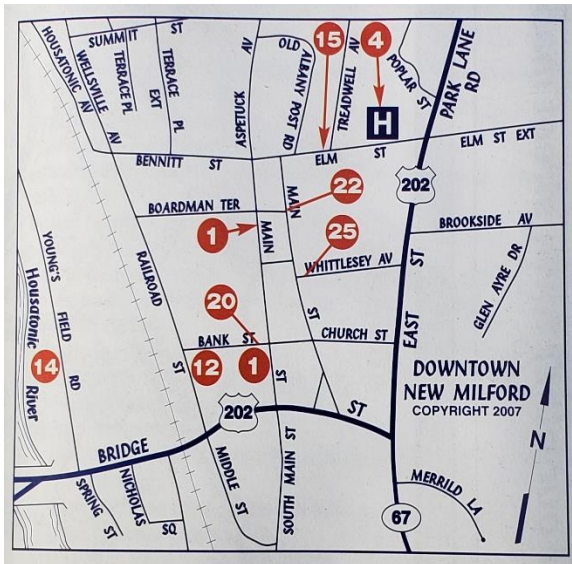 HOUSATONIC AV
SUMMIT ST
WELLSVILLE AV
TERRACE PL
TERRACE PL
EXT
ASPETUCK AV
OLD
ALBANY POST RD
15
TREADWELL AV
4
POPLAR ST
PARK LANE
RD
H
BENNITT ST
ELM ST
ELM ST EXT
202
22
BOARDMAN TER
MAIN
1
MAIN
25
BROOKSIDE AV
WHITTLESEY AV
GLEN AYRE DR
YOUNG'S FIELD RD
Housatonic
River
RAILROAD ST
20
ST
BANK ST
CHURCH ST
EAST ST
14
12
1
ST
DOWNTOWN
NEW MILFORD
COPYRIGHT 2007
202
ST
BRIDGE
N
SPRING ST
NICHOLAS
SQ
MIDDLE ST
SOUTH MAIN ST
67
MERRILD LA